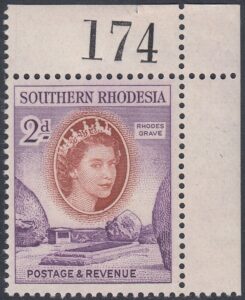 174
SOUTHERN RHODESIA
2d
RHODES
GRAVE
POSTAGE & REVENUE